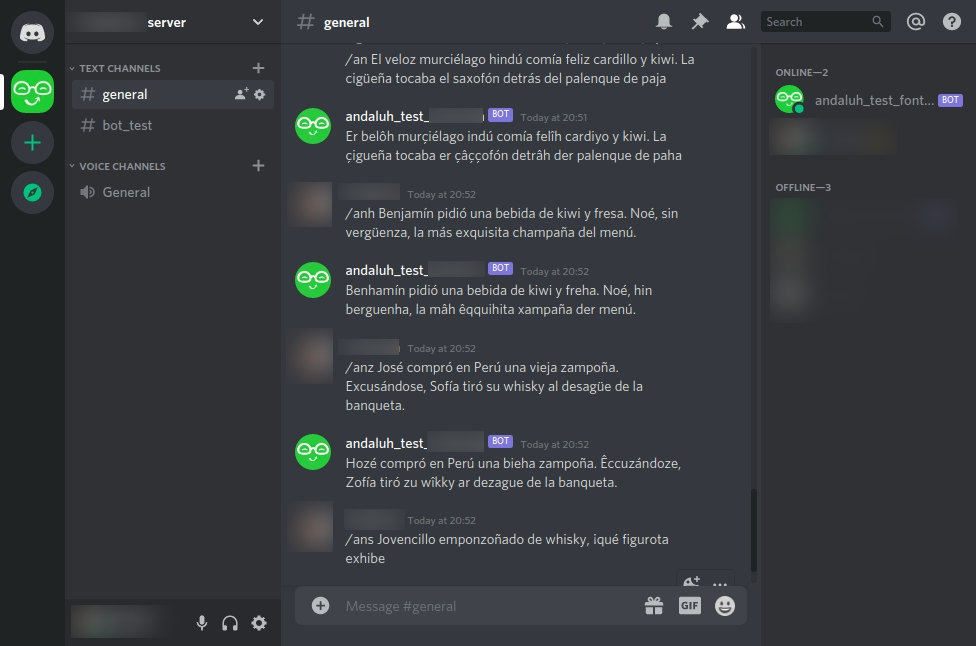 server
# general
Search
TEXT CHANNELS
# general
# bot_test
VOICE CHANNELS
General
/an El veloz murciélago hindú comía feliz cardillo y kiwi. La
cigüeña tocaba el saxofón detrás del palenque de paja
andaluh_test_ BOT Today at 20:51
Er belôh murçiélago indú comía felîh cardiyo y kiwi. La
çigueña tocaba er çâççofón detrâh der palenque de paha
Today at 20:52
/anh Benjamín pidió una bebida de kiwi y fresa. Noé, sin
vergüenza, la más exquisita champaña del menú.
andaluh_test_ BOT Today at 20:52
Benhamín pidió una bebida de kiwi y freha. Noé, hin
berguenha, la mâh êqquihita xampaña der menú.
Today at 20:52
/anz José compró en Perú una vieja zampoña.
Excusándose, Sofía tiró su whisky al desagüe de la
banqueta.
andaluh_test_ BOT Today at 20:52
Hozé compró en Perú una bieha zampoña. Êccuzándoze,
Zofía tiró zu wîkky ar dezague de la banqueta.
Today at 20:52
/ans Jovencillo emponzoñado de whisky, ¡qué figurota
exhibe
Message #general
GIF
ONLINE—2
andaluh_test_font... BOT
OFFLINE—3